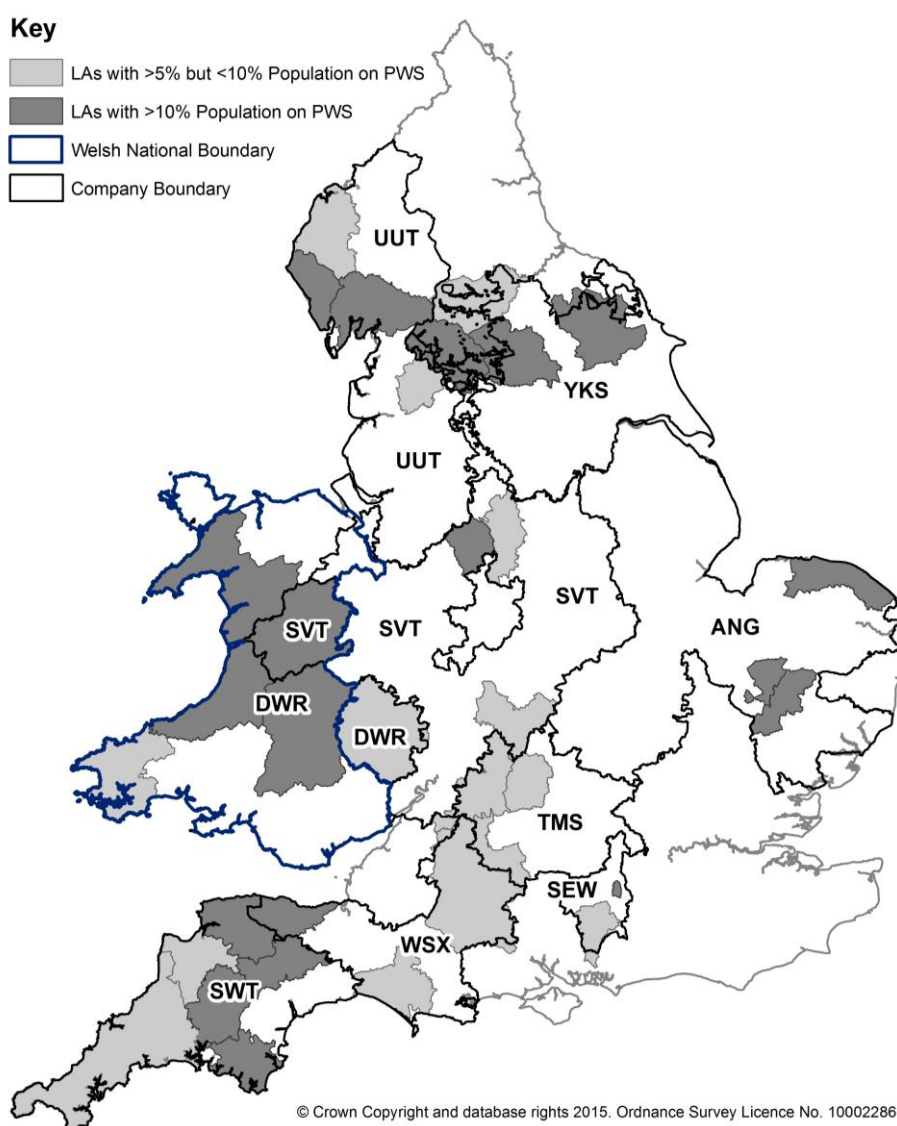 Key
LAs with >5% but <10% Population on PWS
LAs with >10% Population on PWS
Welsh National Boundary
Company Boundary
UUT
YKS
UUT
SVT
SVT
SVT
ANG
DWR
DWR
TMS
SEW
WSX
SWT
© Crown Copyright and database rights 2015. Ordnance Survey Licence No. 10002286